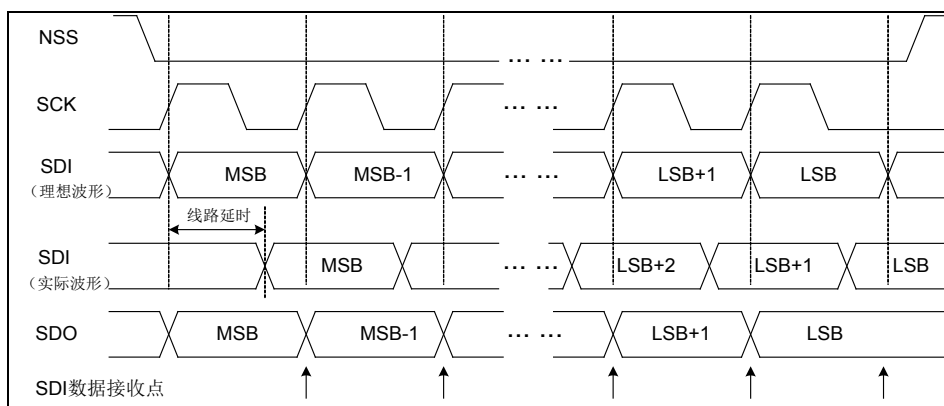 NSS
... ...
SCK
... ...
SDI
(理想波形)
MSB
MSB-1
... ...
LSB+1
LSB
线路延时
SDI
(实际波形)
MSB
... ...
LSB+2
LSB+1
LSB
SDO
MSB
MSB-1
... ...
LSB+1
LSB
SDI数据接收点